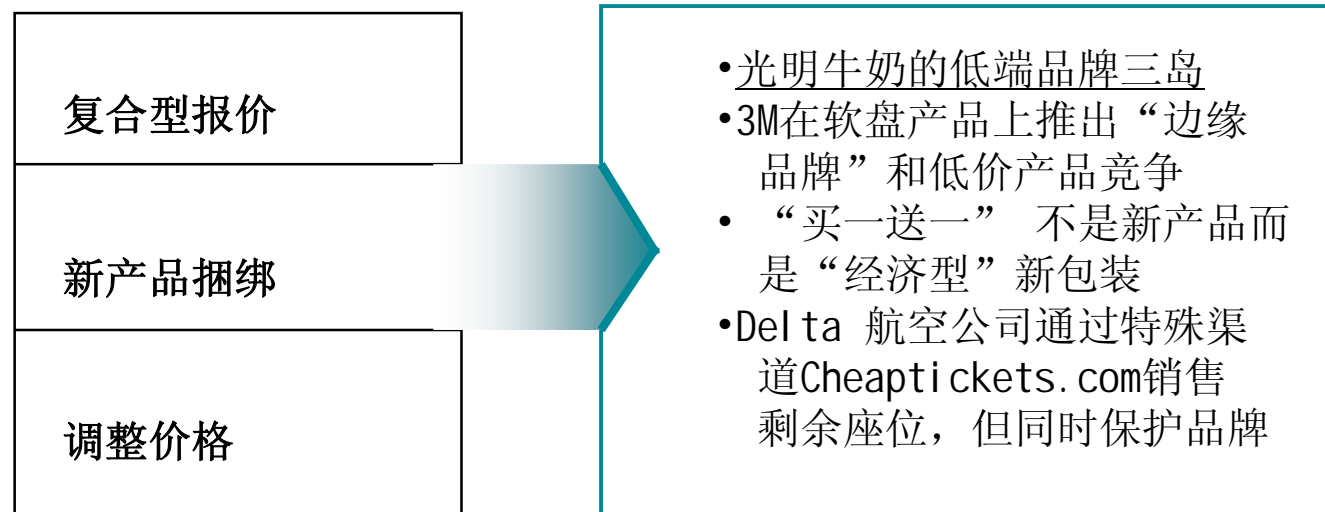 复合型报价
新产品捆绑
调整价格
•光明牛奶的低端品牌三岛
•3M在软盘产品上推出“边缘
品牌”和低价产品竞争
• “买一送一” 不是新产品而
是“经济型”新包装
•Delta 航空公司通过特殊渠
道Cheaptickets.com销售
剩余座位，但同时保护品牌